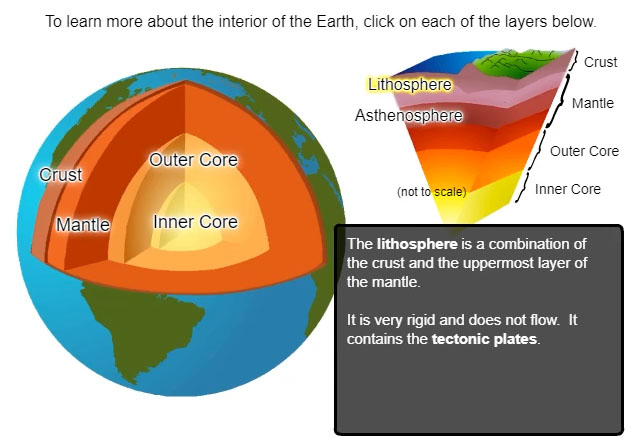 To learn more about the interior of the Earth, click on each of the layers below.
Crust
Lithosphere
Mantle
Asthenosphere
Outer Core
Outer Core
Crust
(not to scale)
Inner Core
Mantle
Inner Core
The lithosphere is a combination of
the crust and the uppermost layer of
the mantle.
It is very rigid and does not flow. It
contains the tectonic plates.